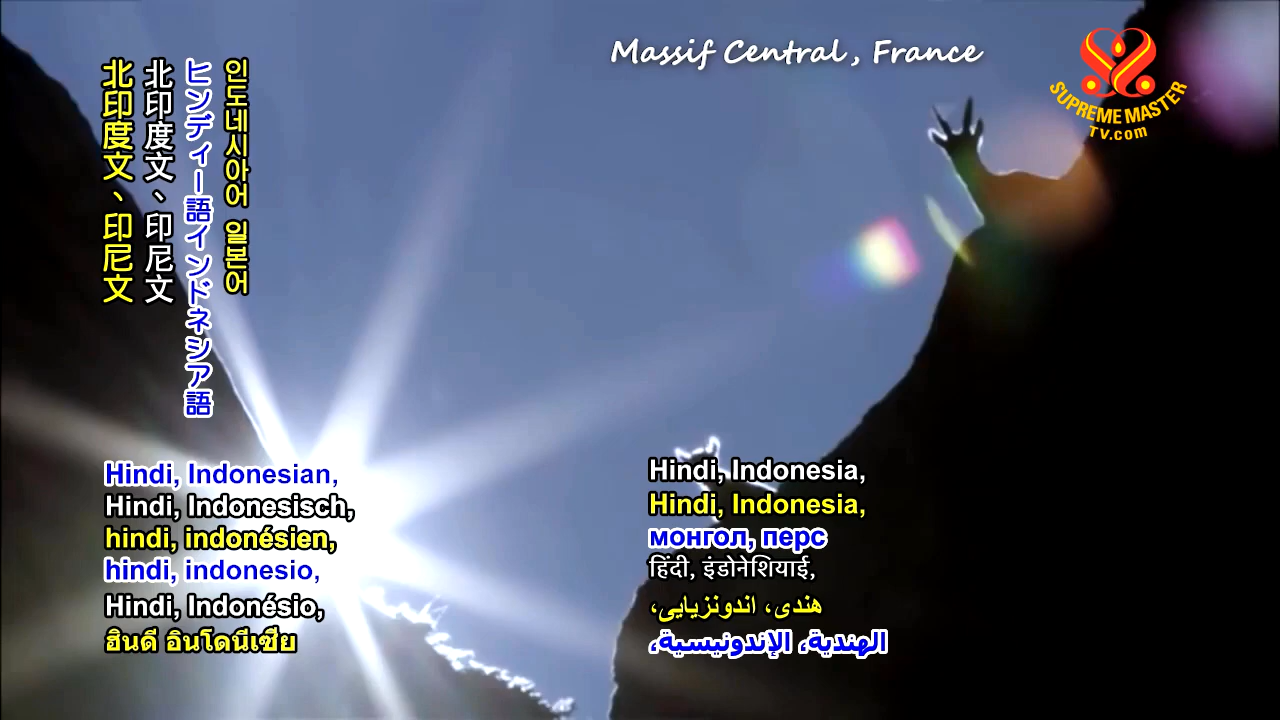 Massif Central, France
SUPREME MASTER
TV.com
인도네시아어 일본어
ヒンディー語インドネシア語
北印度文、印尼文
北印度文、印尼文
Hindi, Indonesian,
Hindi, Indonesisch,
hindi, indonésien,
hindi, indonesio,
Hindi, Indonésio,
ฮินดี อินโดนีเซีย
Hindi, Indonesia,
Hindi, Indonesia,
монгол, перс
हिंदी, इंडोनेशियाई,
هندی، اندونزیایی،
الهندية، الإندونيسية،